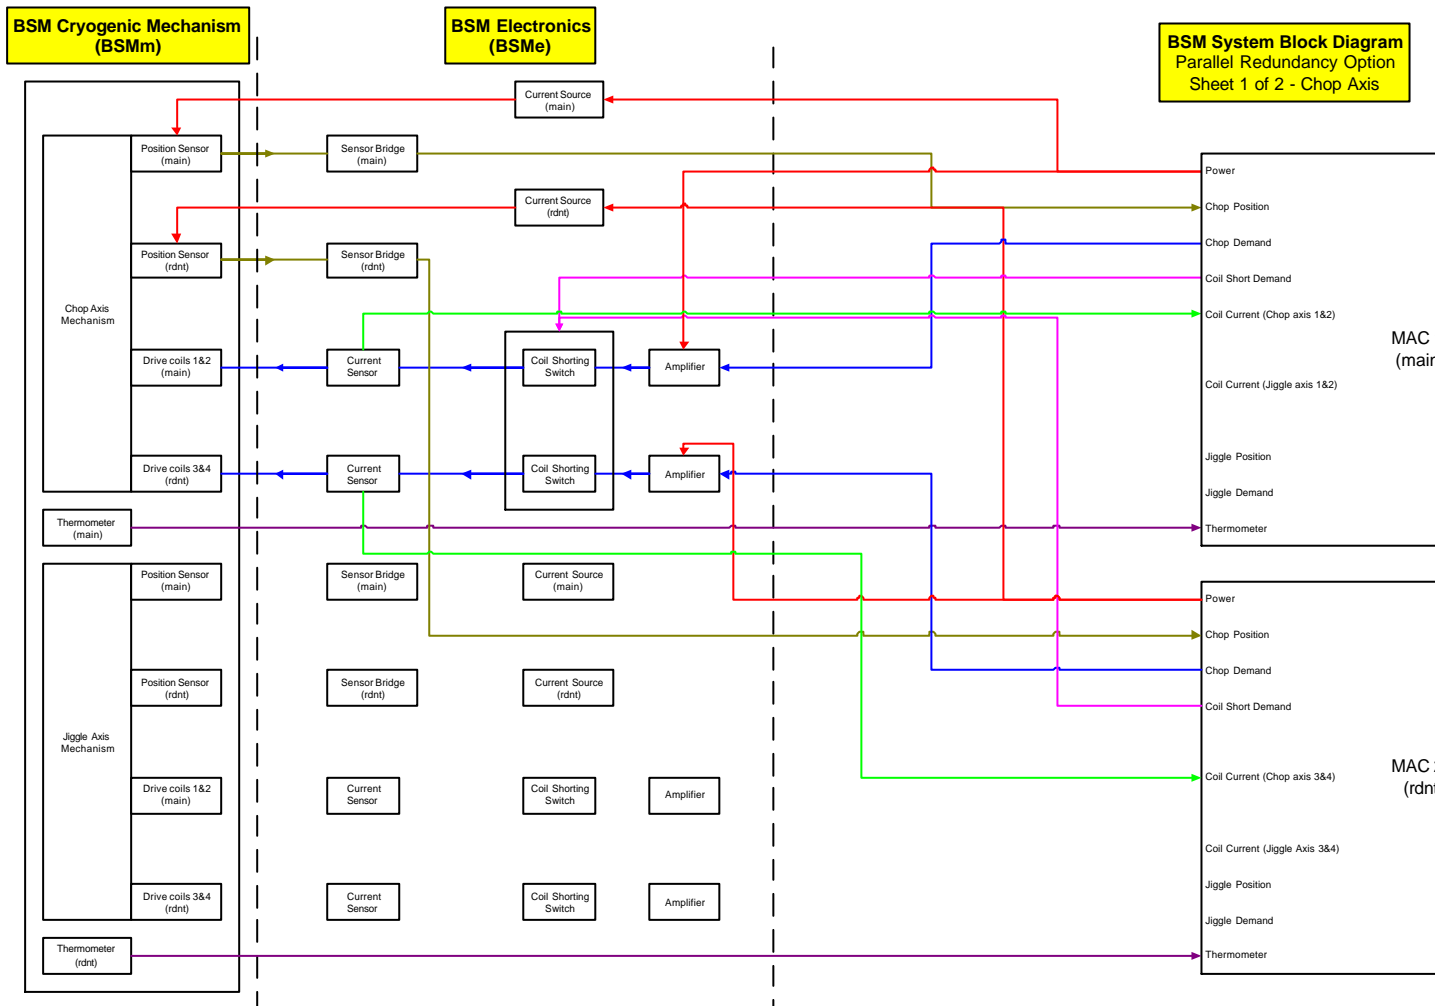 BSM Cryogenic Mechanism
(BSMm)
BSM Electronics
(BSMe)
BSM System Block Diagram
Parallel Redundancy Option
Sheet 1 of 2 - Chop Axis
Current Source
(main)
Position Sensor
(main)
Sensor Bridge
(main)
Current Source
(rdnt)
Position Sensor
(rdnt)
Sensor Bridge
(rdnt)
Chop Axis
Mechanism
Drive coils 1&2
(main)
Current
Sensor
Coil Shorting
Switch
Amplifier
Drive coils 3&4
(rdnt)
Current
Sensor
Coil Shorting
Switch
Amplifier
Thermometer
(main)
Power
Chop Position
Chop Demand
Coil Short Demand
Coil Current (Chop axis 1&2)
MAC
(main
Coil Current (Jiggle axis 1&2)
Jiggle Position
Jiggle Demand
Thermometer
Position Sensor
(main)
Sensor Bridge
(main)
Current Source
(main)
Position Sensor
(rdnt)
Sensor Bridge
(rdnt)
Current Source
(rdnt)
Jiggle Axis
Mechanism
Drive coils 1&2
(main)
Current
Sensor
Coil Shorting
Switch
Amplifier
Drive coils 3&4
(rdnt)
Current
Sensor
Coil Shorting
Switch
Amplifier
Thermometer
(rdnt)
Power
Chop Position
Chop Demand
Coil Short Demand
Coil Current (Chop axis 3&4)
MAC
(rdnt
Coil Current (Jiggle Axis 3&4)
Jiggle Position
Jiggle Demand
Thermometer